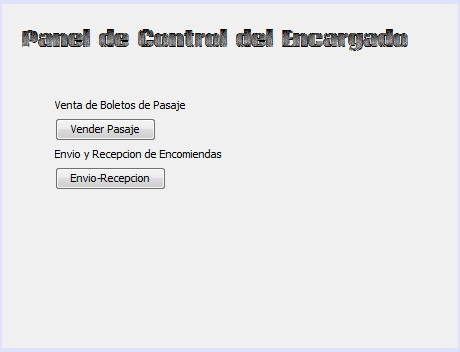 Panel de Control del Encargado
Venta de Boletos de Pasaje
Vender Pasaje
Envio y Recepcion de Encomiendas
Envio-Recepcion